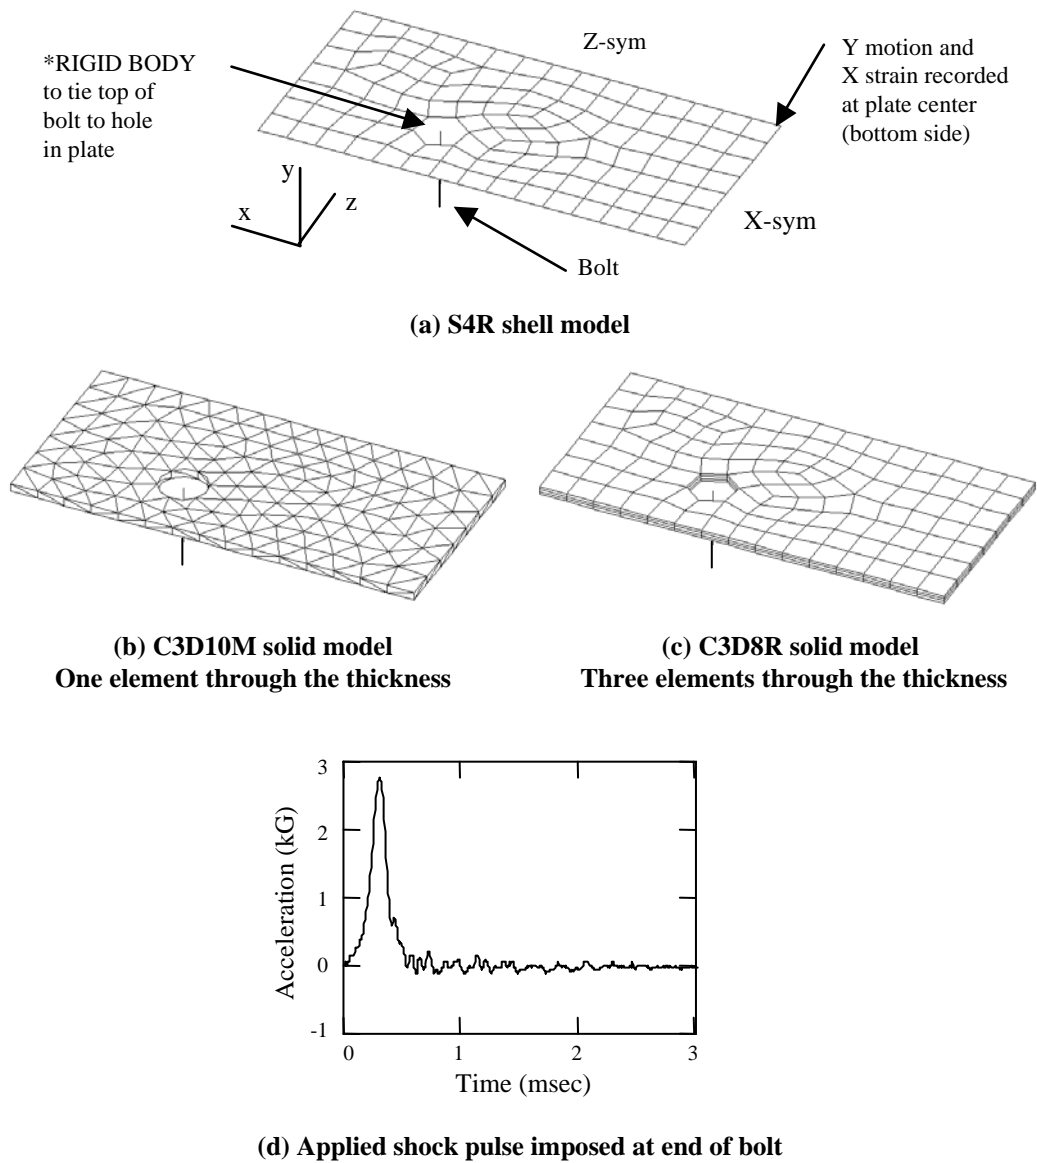 Z-sym
*RIGID BODY
to tie top of
bolt to hole
in plate
Y motion and
X strain recorded
at plate center
(bottom side)
y
x
z
X-sym
Bolt
(a) S4R shell model
(b) C3D10M solid model
One element through the thickness
(c) C3D8R solid model
Three elements through the thickness
3
2
1
0
-1
Acceleration (kG)
0
1
2
3
Time (msec)
(d) Applied shock pulse imposed at end of bolt